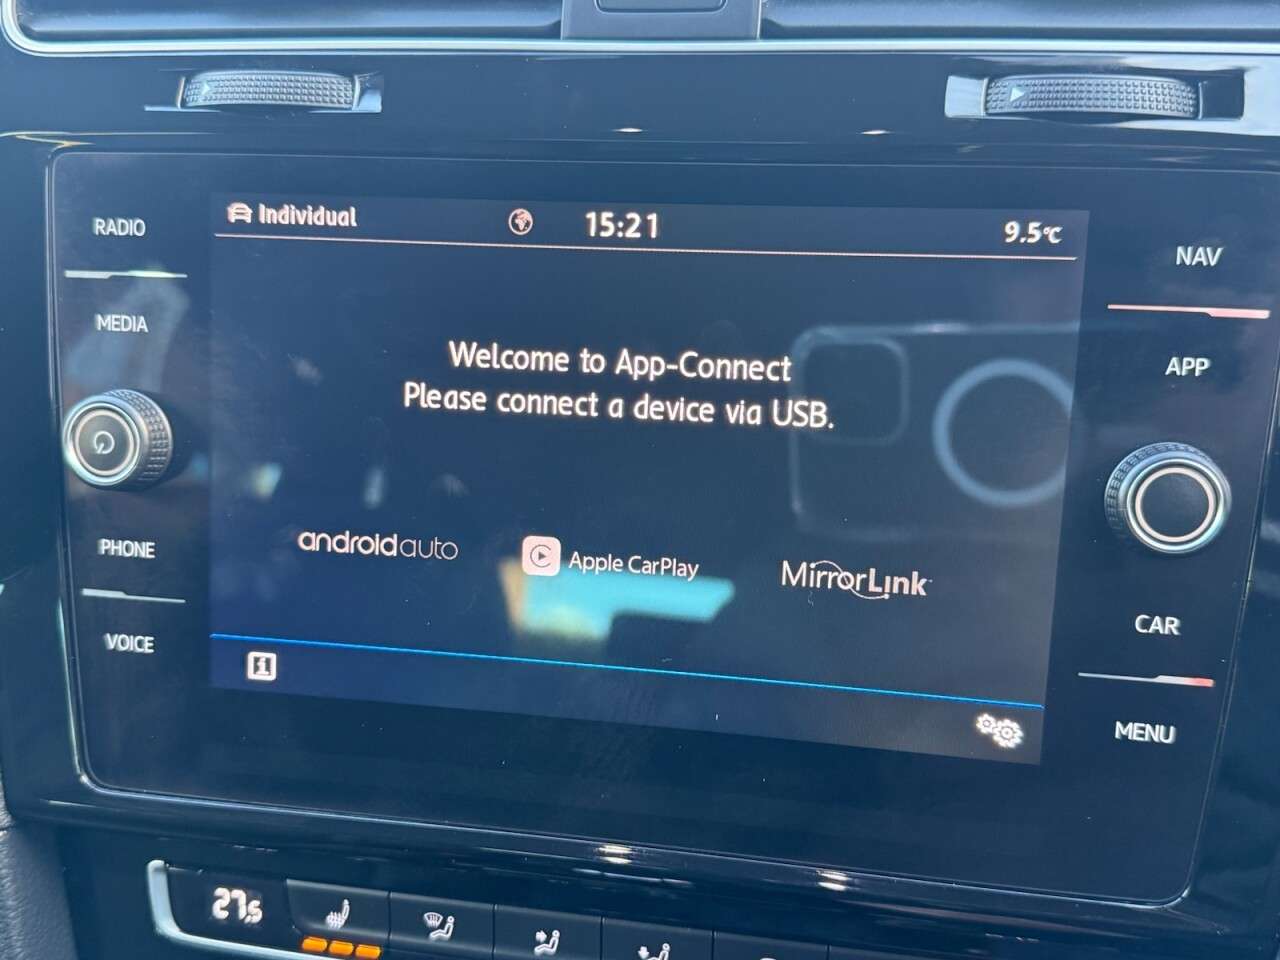 RADIO
MEDIA
PHONE
VOICE
Individual
15:21
9.5°C
Welcome to App-Connect
Please connect a device via USB.
androidauto
Apple CarPlay
MirrorLink
i
NAV
APP
CAR
MENU
27.5